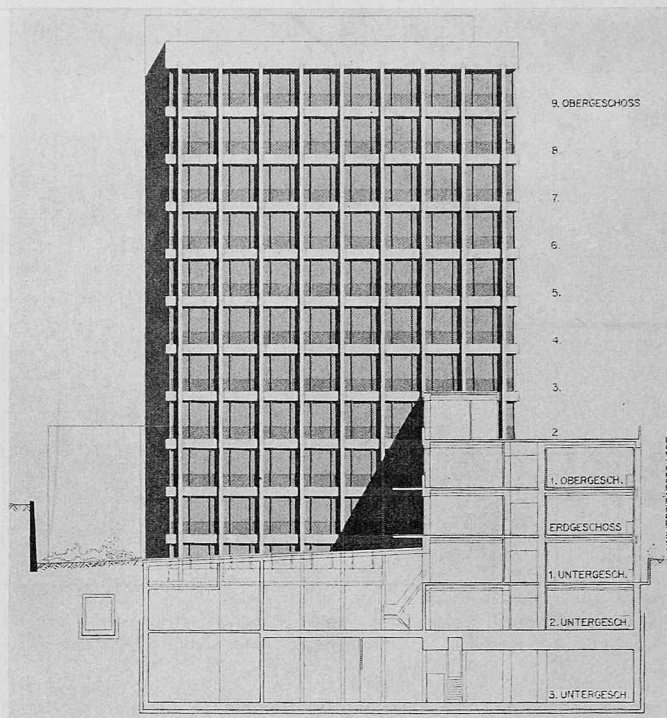 9. OBERGESCHOSS
8.
7.
6.
5.
4.
3.
2
1. OBERGESCH.
ERDGESCHOSS
1. UNTERGESCH.
2. UNTERGESCH.
3. UNTERGESCH.